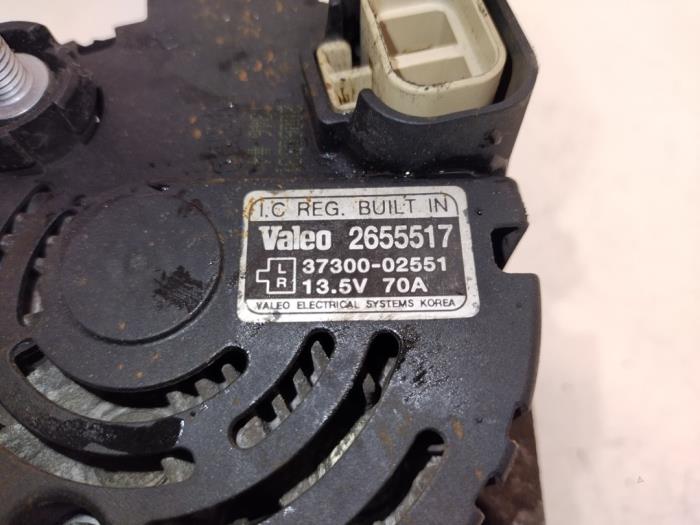 I.C REG. BUILT IN
Valeo 2655517
L
R
37300-02551
13.5V 70A
VALEO ELECTRICAL SYSTEMS KOREA